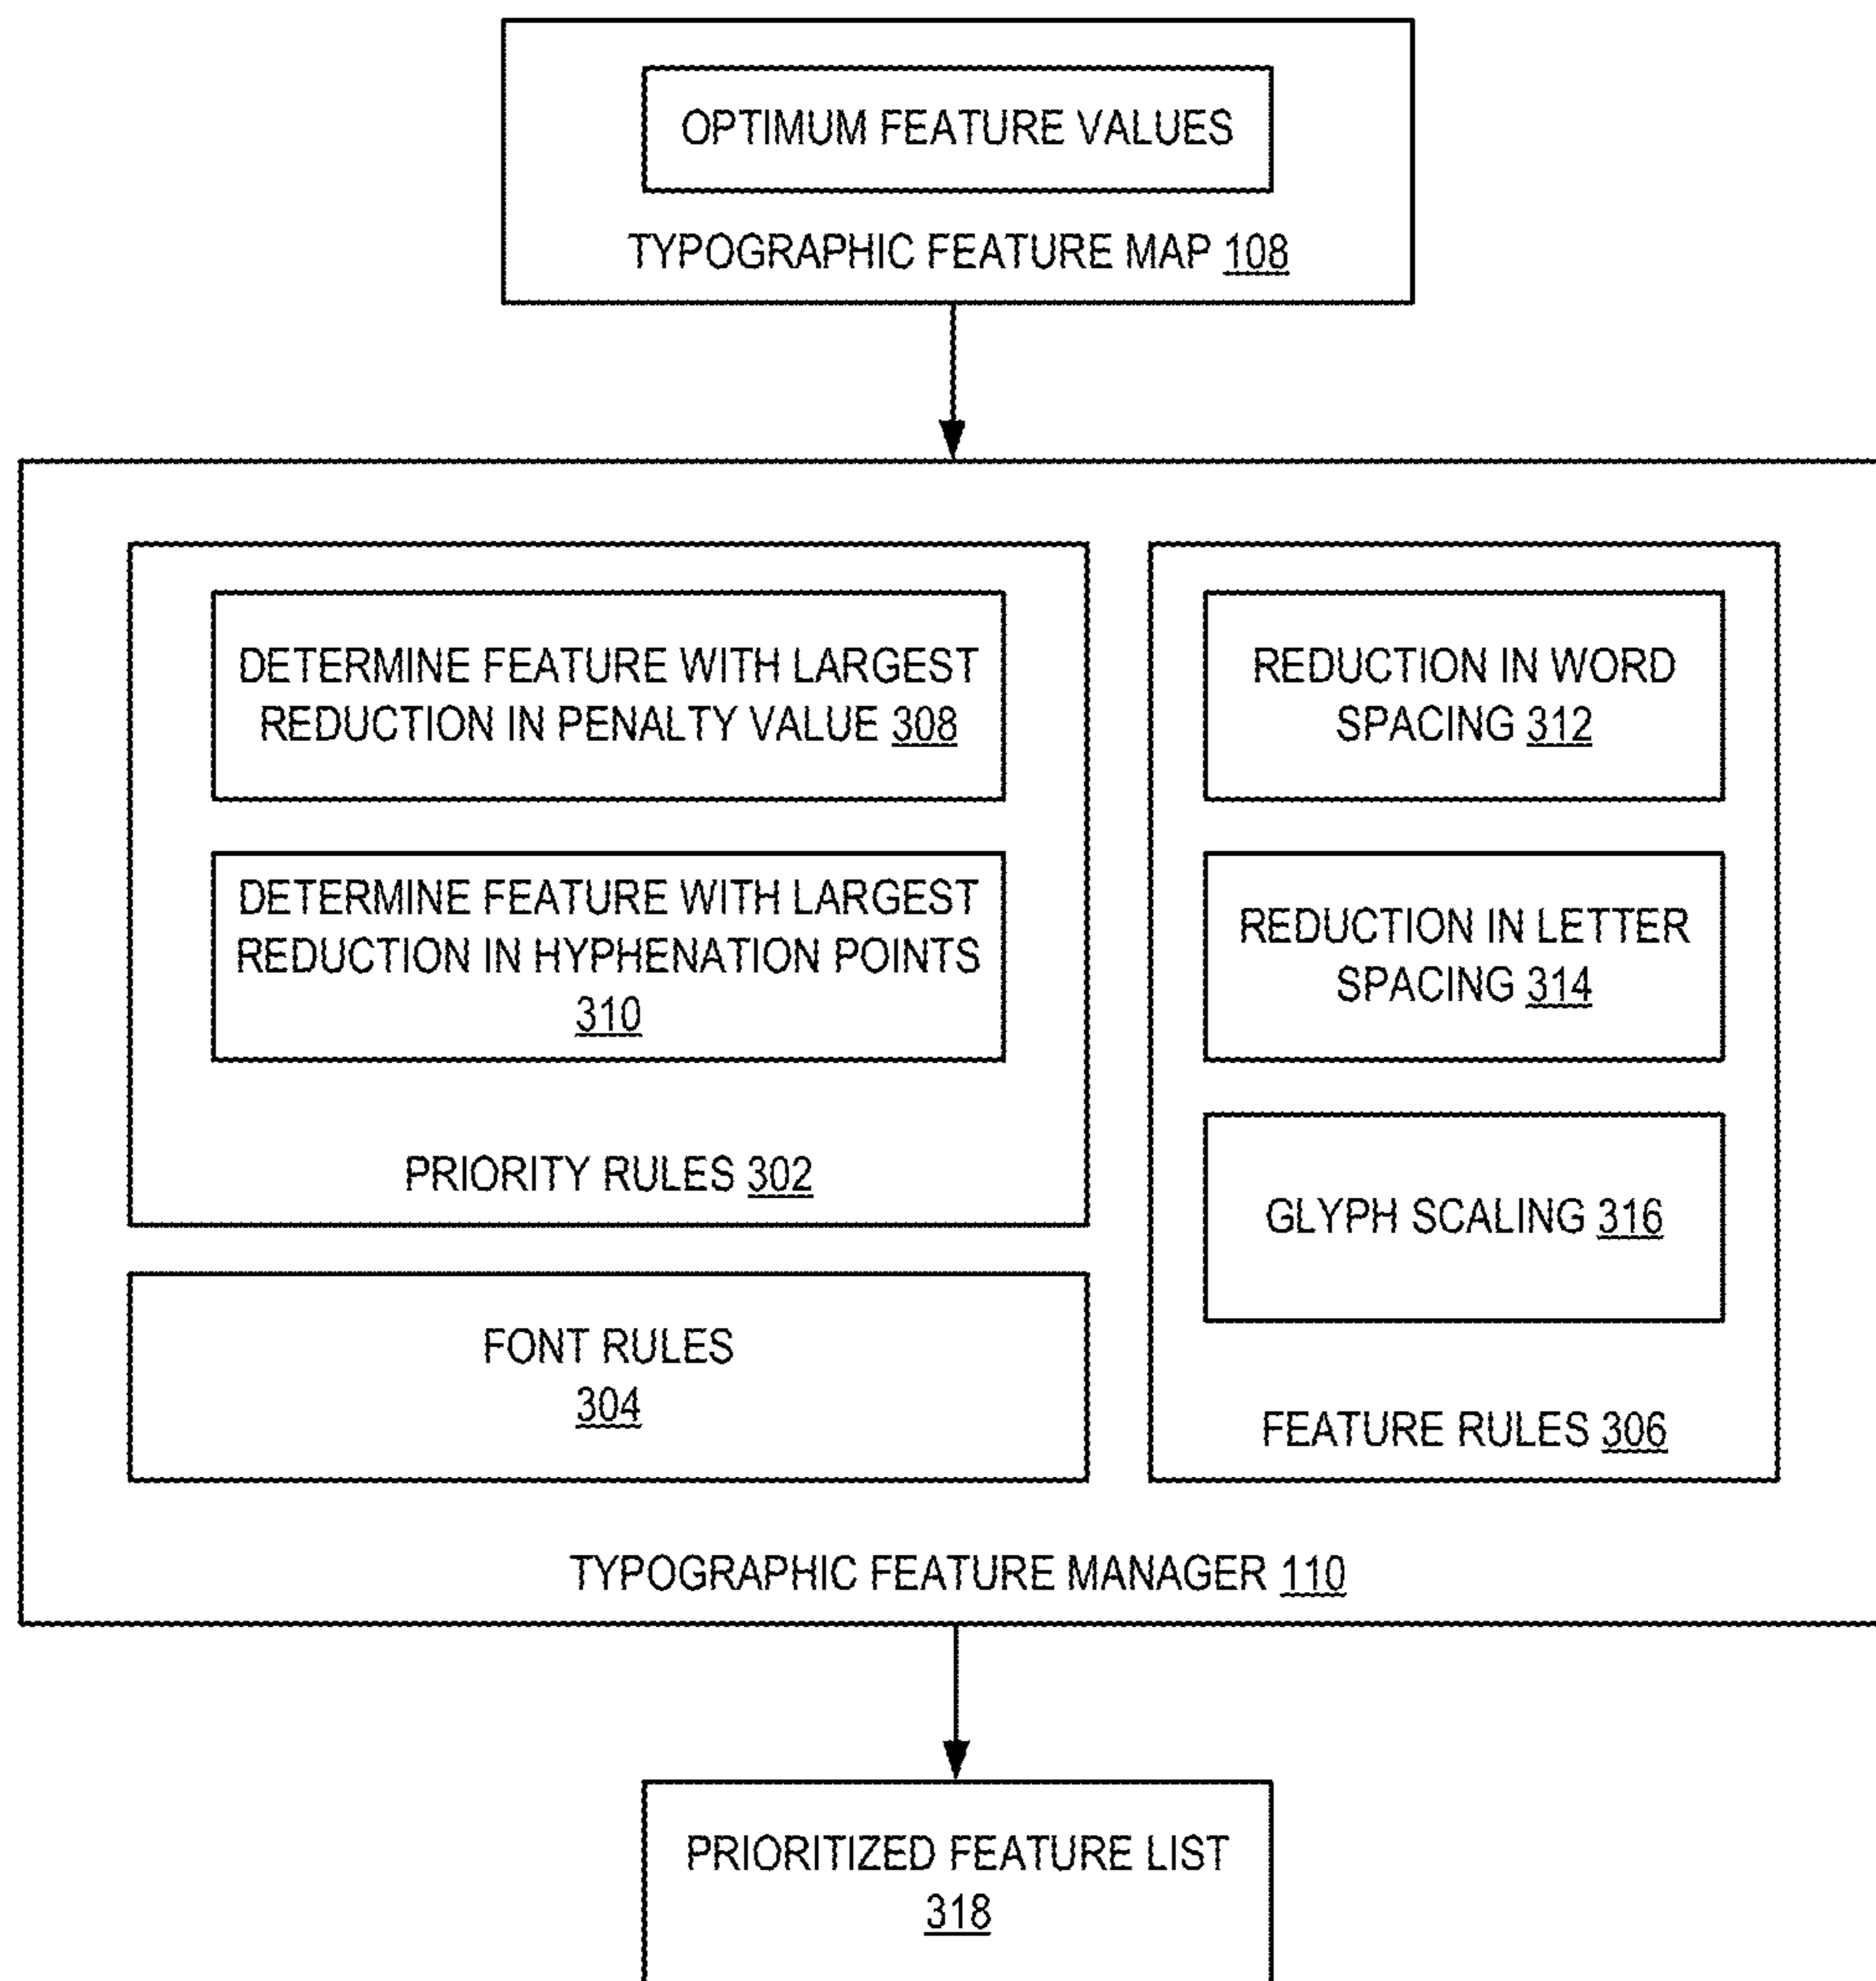 OPTIMUM FEATURE VALUES
TYPOGRAPHIC FEATURE MAP 108
DETERMINE FEATURE WITH LARGEST
REDUCTION IN PENALTY VALUE 308
DETERMINE FEATURE WITH LARGEST
REDUCTION IN HYPHENATION POINTS
310
PRIORITY RULES 302
FONT RULES
304
REDUCTION IN WORD
SPACING 312
REDUCTION IN LETTER
SPACING 314
GLYPH SCALING 316
FEATURE RULES 306
TYPOGRAPHIC FEATURE MANAGER 110
PRIORITIZED FEATURE LIST
318